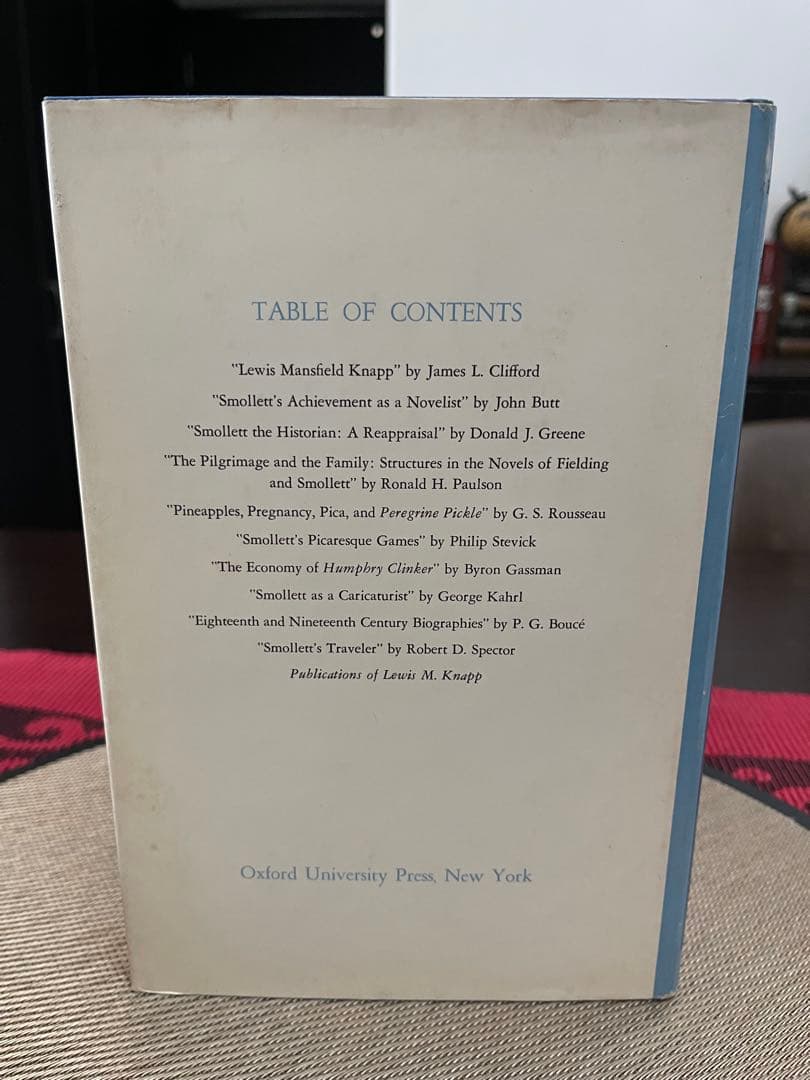 TABLE OF CONTENTS
"Lewis Mansfield Knapp" by James L. Clifford
"Smollett's Achievement as a Novelist" by John Butt
"Smollett the Historian: A Reappraisal" by Donald J. Greene
"The Pilgrimage and the Family: Structures in the Novels of Fielding
and Smollett" by Ronald H. Paulson
"Pineapples, Pregnancy, Pica, and Peregrine Pickle" by G. S. Rousseau
"Smollett's Picaresque Games" by Philip Stevick
"The Economy of Humphry Clinker" by Byron Gassman
"Smollett as a Caricaturist" by George Kahrl
"Eighteenth and Nineteenth Century Biographies" by P. G. Boucé
"Smollett's Traveler" by Robert D. Spector
Publications of Lewis M. Knapp
Oxford University Press, New York